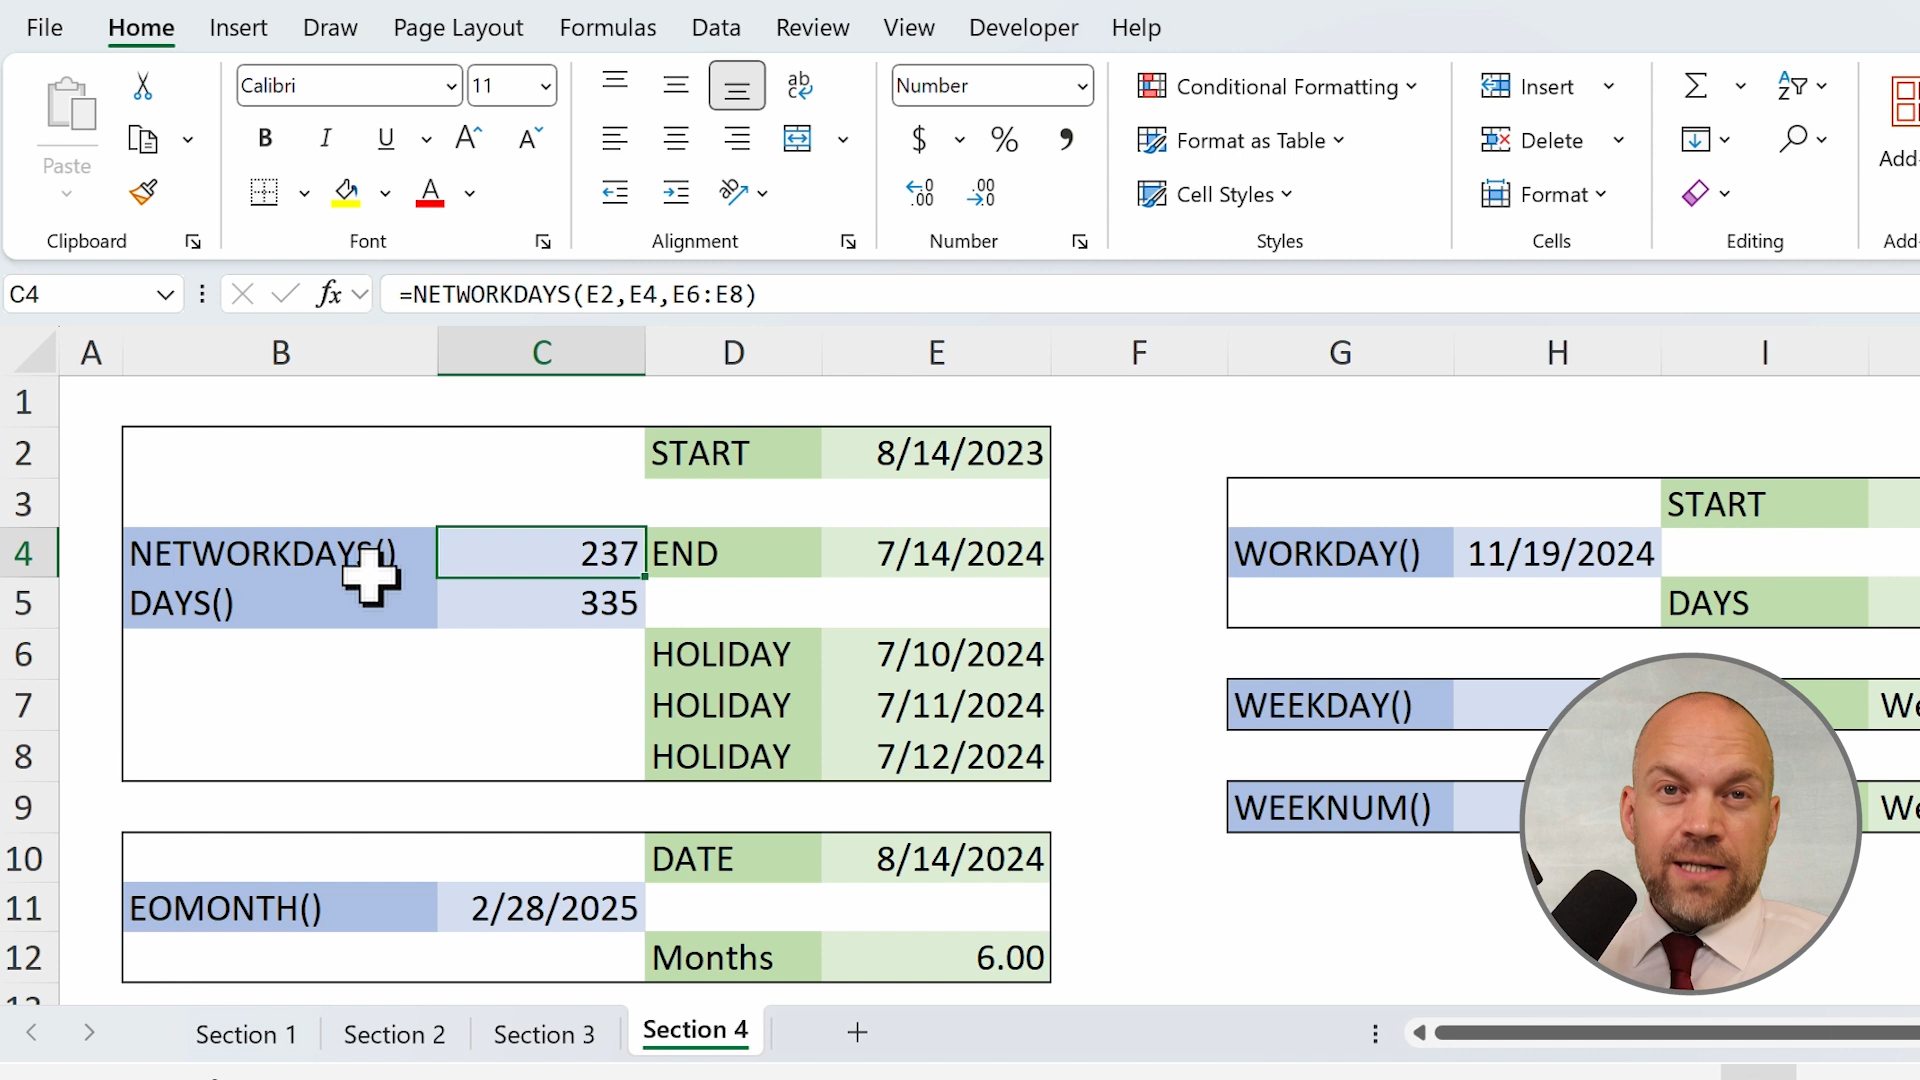 File Home Insert Draw Page Layout Formulas Data Review View Developer Help
Calibri 11 ab Number Conditional Formatting Insert
Paste B I U A A $ % Format as Table Delete
A ab Cell Styles Format
Clipboard Font Alignment Number Styles Cells Editing
C4 fx =NETWORKDAYS(E2,E4,E6:E8)
A B C D E F G H I
1
2 START 8/14/2023
3 START
4 NETWORKDAYS() 237 END 7/14/2024 WORKDAY() 11/19/2024
5 DAYS() 335 DAYS
6 HOLIDAY 7/10/2024
7 HOLIDAY 7/11/2024 WEEKDAY()
8 HOLIDAY 7/12/2024
9 WEEKNUM()
10 DATE 8/14/2024
11 EOMONTH() 2/28/2025
12 Months 6.00
Section 1 Section 2 Section 3 Section 4